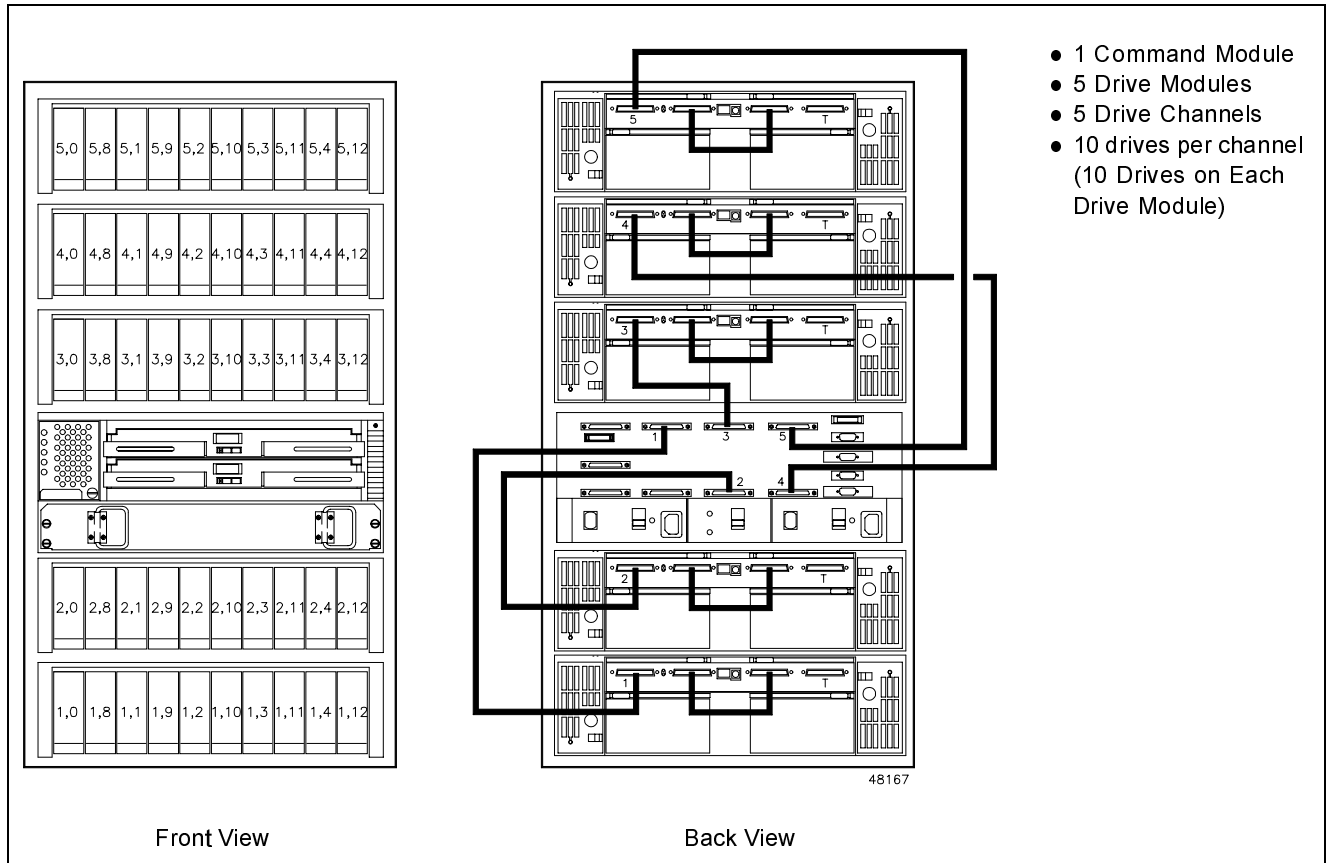 ● 1 Command Module
● 5 Drive Modules
● 5 Drive Channels
● 10 drives per channel
(10 Drives on Each
Drive Module)
5,0 5,8 5,1 5,9 5,2 5,10 5,3 5,11 5,4 5,12
4,0 4,8 4,1 4,9 4,2 4,10 4,3 4,11 4,4 4,12
3,0 3,8 3,1 3,9 3,2 3,10 3,3 3,11 3,4 3,12
2,0 2,8 2,1 2,9 2,2 2,10 2,3 2,11 2,4 2,12
1,0 1,8 1,1 1,9 1,2 1,10 1,3 1,11 1,4 1,12
5 T
4 T
3 T
1 3 5
2 4
2 T
1 T
48167
Front View
Back View